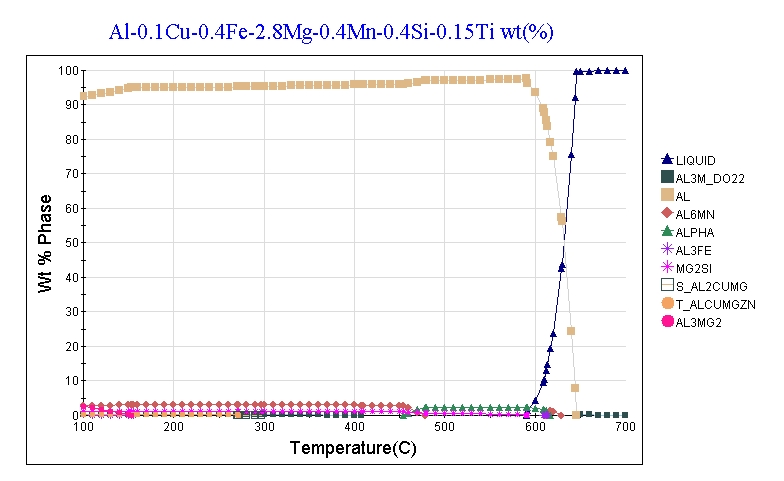 Al-0.1Cu-0.4Fe-2.8Mg-0.4Mn-0.4Si-0.15Ti wt(%)
100
90
80
70
60
50
40
30
20
10
0
Wt % Phase
100 200 300 400 500 600 700
Temperature(C)
LIQUID
AL3M_DO22
AL
AL6MN
ALPHA
AL3FE
MG2SI
S_AL2CUMG
T_ALCUMGZN
AL3MG2